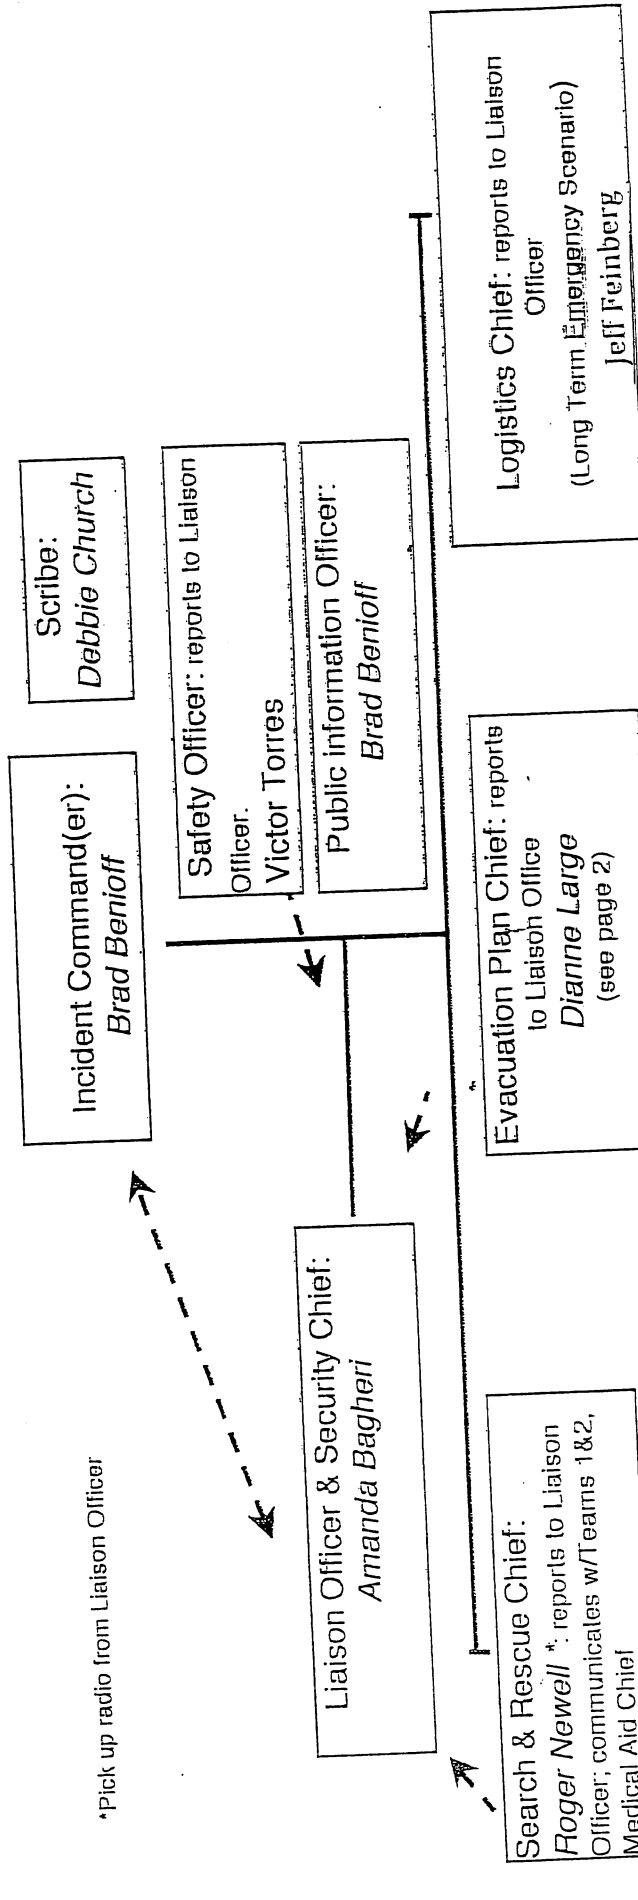 *Pick up radio from Liaison Officer
Incident Command(er):
Brad Benioff
Scribe:
Debbie Church
Safety Officer: reports to Liaison
Officer.
Victor Torres
Public information Officer:
Brad Benioff
Liaison Officer & Security Chief:
Amanda Bagheri
Search & Rescue Chief:
Roger Newell *: reports to Liaison
Officer; communicates w/Teams 1&2,
Medical Aid Chief
Evacuation Plan Chief: reports
to Liaison Office
Dianne Large
(see page 2)
Logistics Chief: reports to Liaison
Officer
(Long Term Emergency Scenario)
Jeff Feinberg